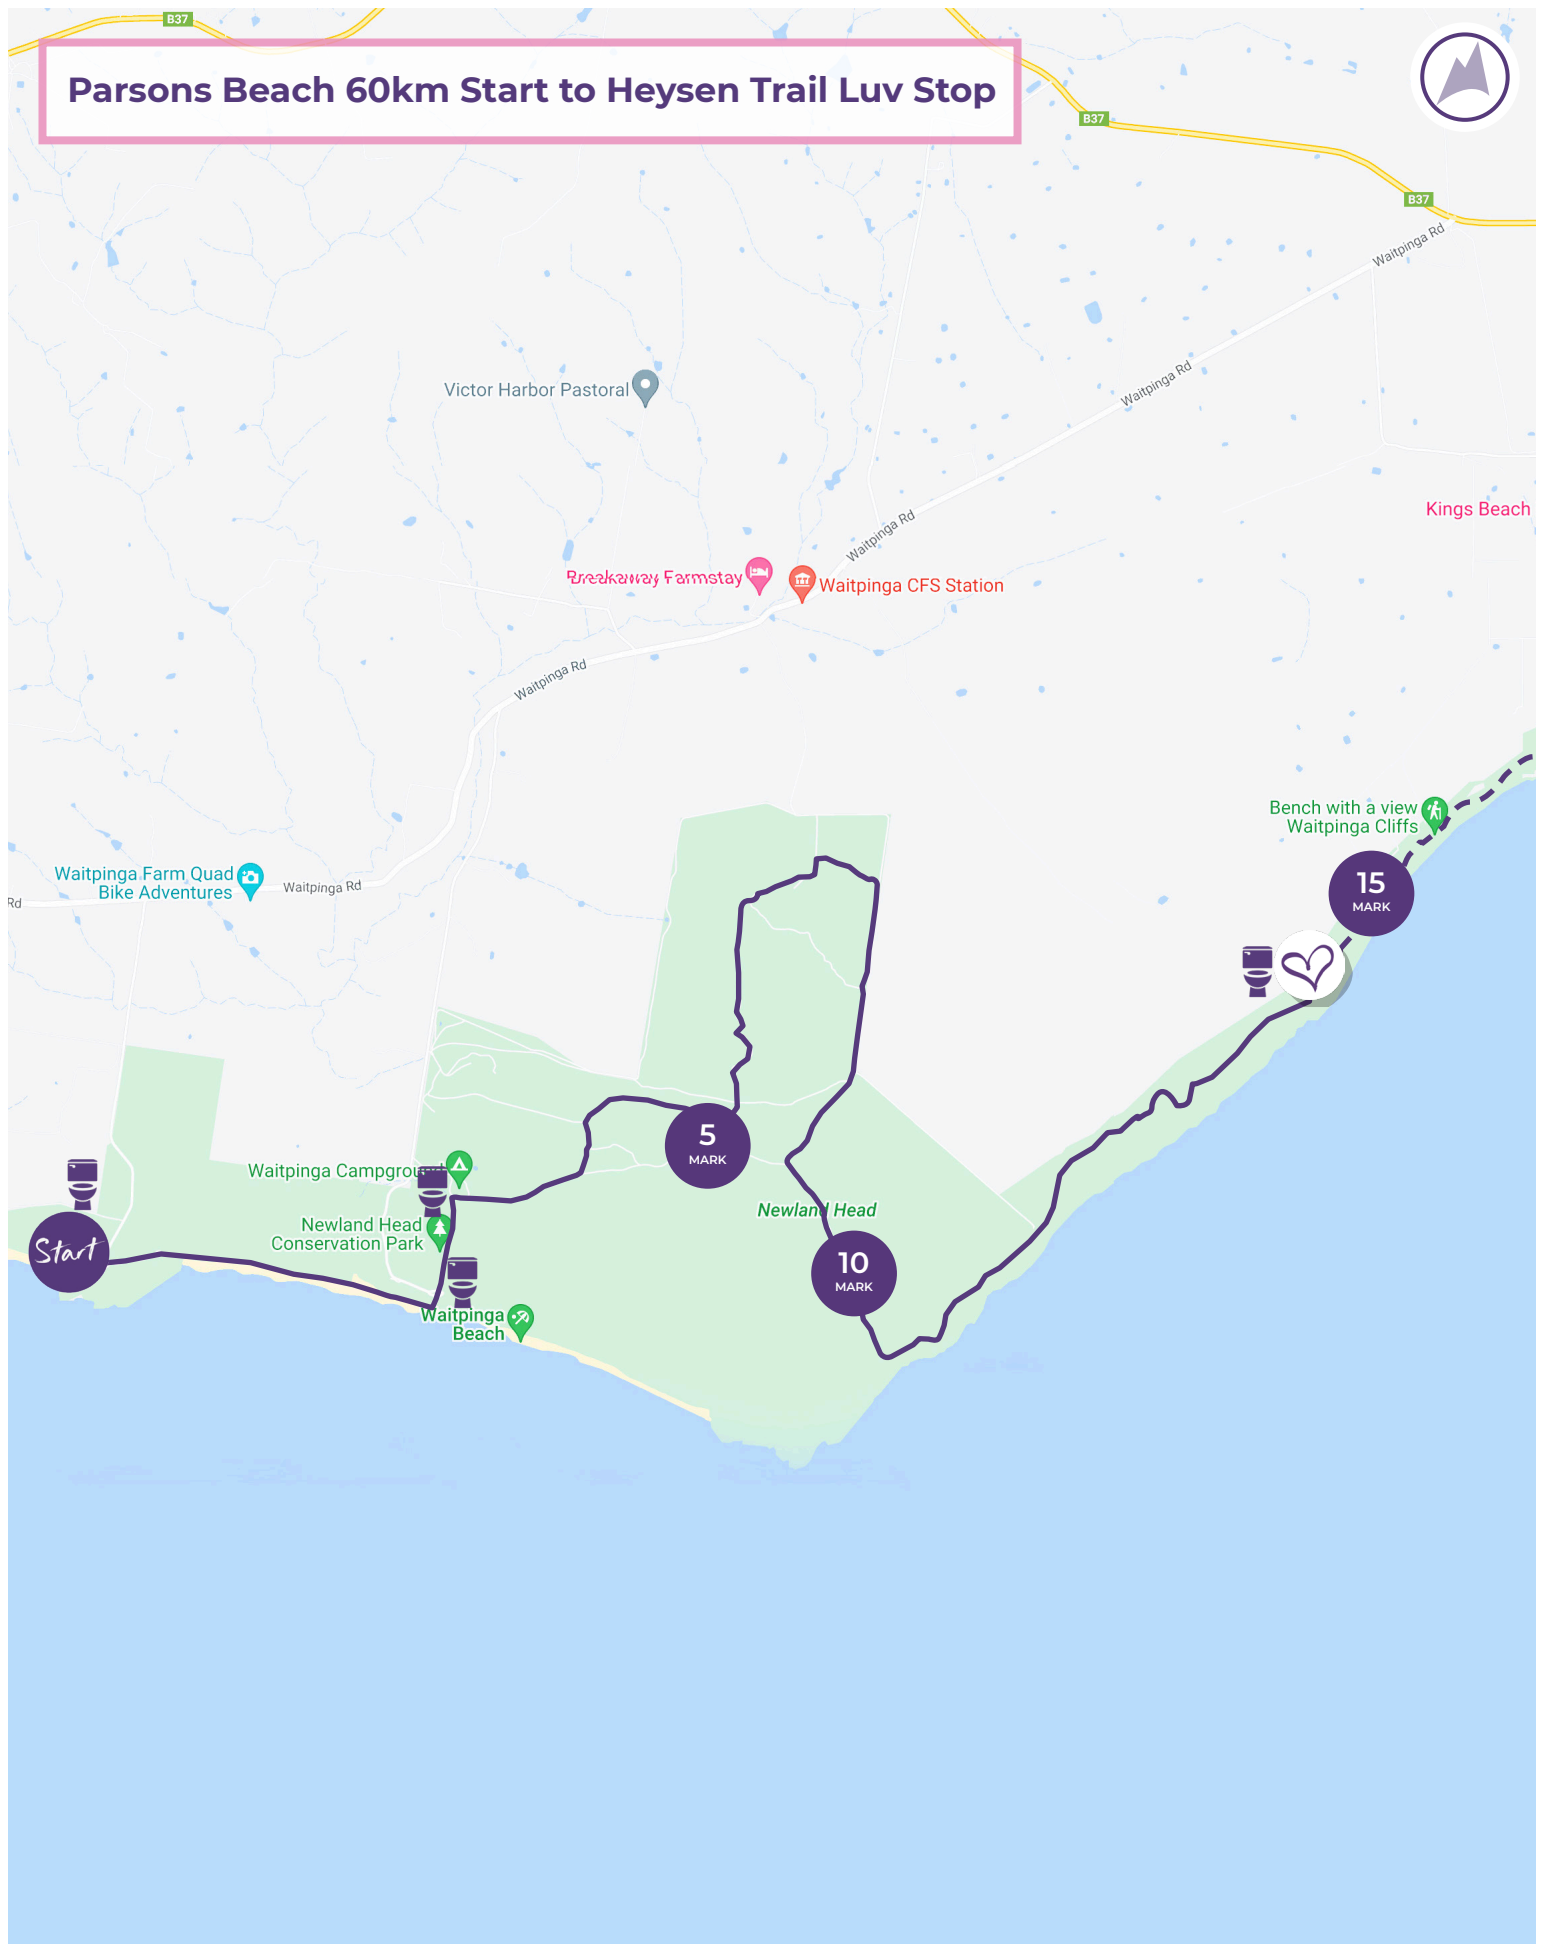 B37
Parsons Beach 60km Start to Heysen Trail Luv Stop
B37
B37
Waitpinga Rd
Waitpinga Rd
Victor Harbor Pastoral
Kings Beach
Waitpinga Rd
Breakaway Farmstay
Waitpinga CFS Station
Waitpinga Rd
Bench with a view
Waitpinga Cliffs
Waitpinga Farm Quad
Bike Adventures
Waitpinga Rd
Rd
15
MARK
5
MARK
Waitpinga Campground
Newland Head
Newland Head
Conservation Park
Start
10
MARK
Waitpinga
Beach